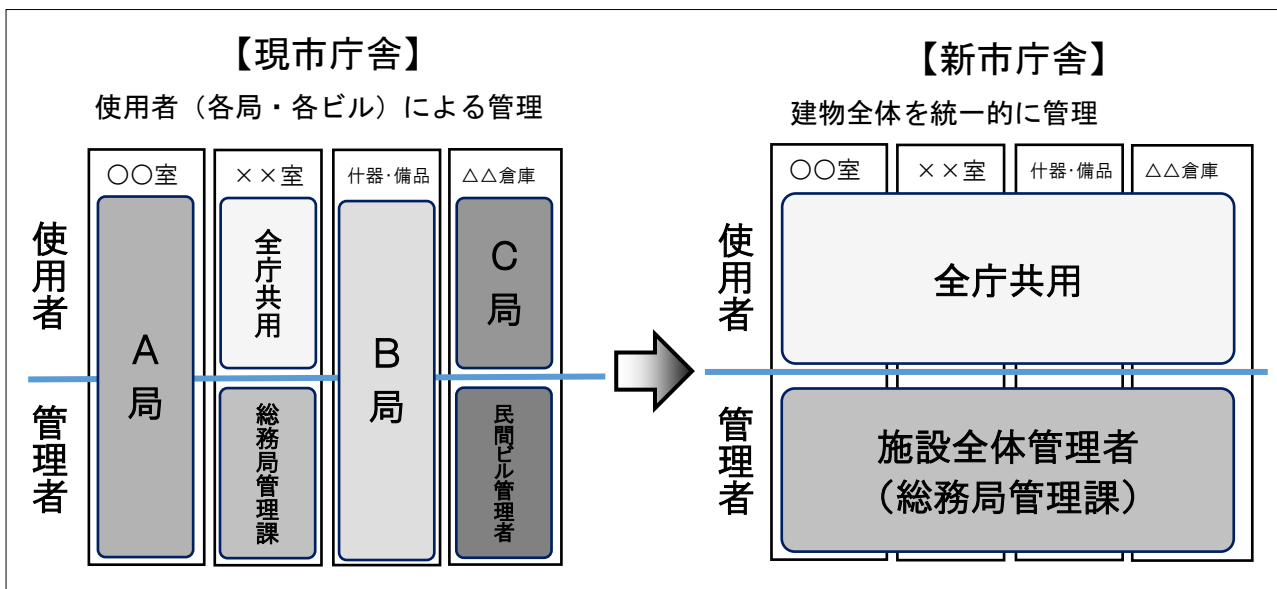 【現市庁舎】
使用者（各局・各ビル）による管理
○○室
××室
什器・備品
△△倉庫
使用者
管理者
A局
全庁共用
総務局管理課
B局
C局
民間ビル管理者
【新市庁舎】
建物全体を統一的に管理
○○室
××室
什器・備品
△△倉庫
使用者
全庁共用
管理者
施設全体管理者
（総務局管理課）